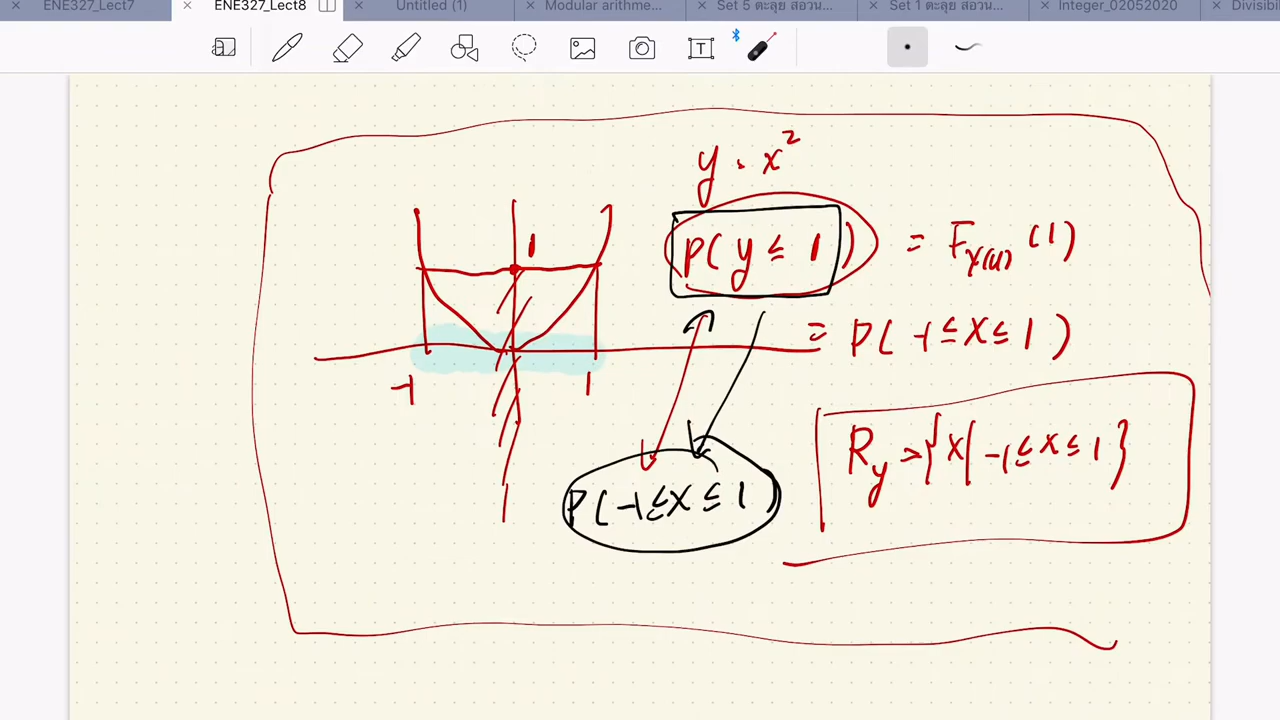 ENE327_Lect7
ENE327_Lect8
Untitled (1)
Modular arithme...
Set 5 ตะลุย สอวน...
Set 1 ตะลุย สอวน...
Integer_02052020
Divisibi
T
y = x²
1
P( y ≤ 1 ) = F (1)
= P( -1 ≤ X ≤ 1 )
-1 1
R_y = { X | -1 ≤ X ≤ 1 }
P( -1 ≤ X ≤ 1 )